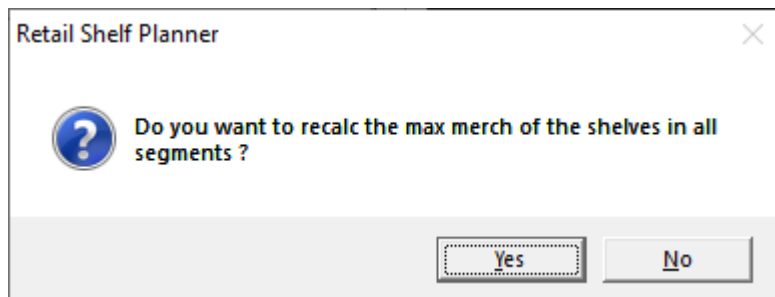 Retail Shelf Planner
Do you want to recalc the max merch of the shelves in all
segments ?
Yes
No